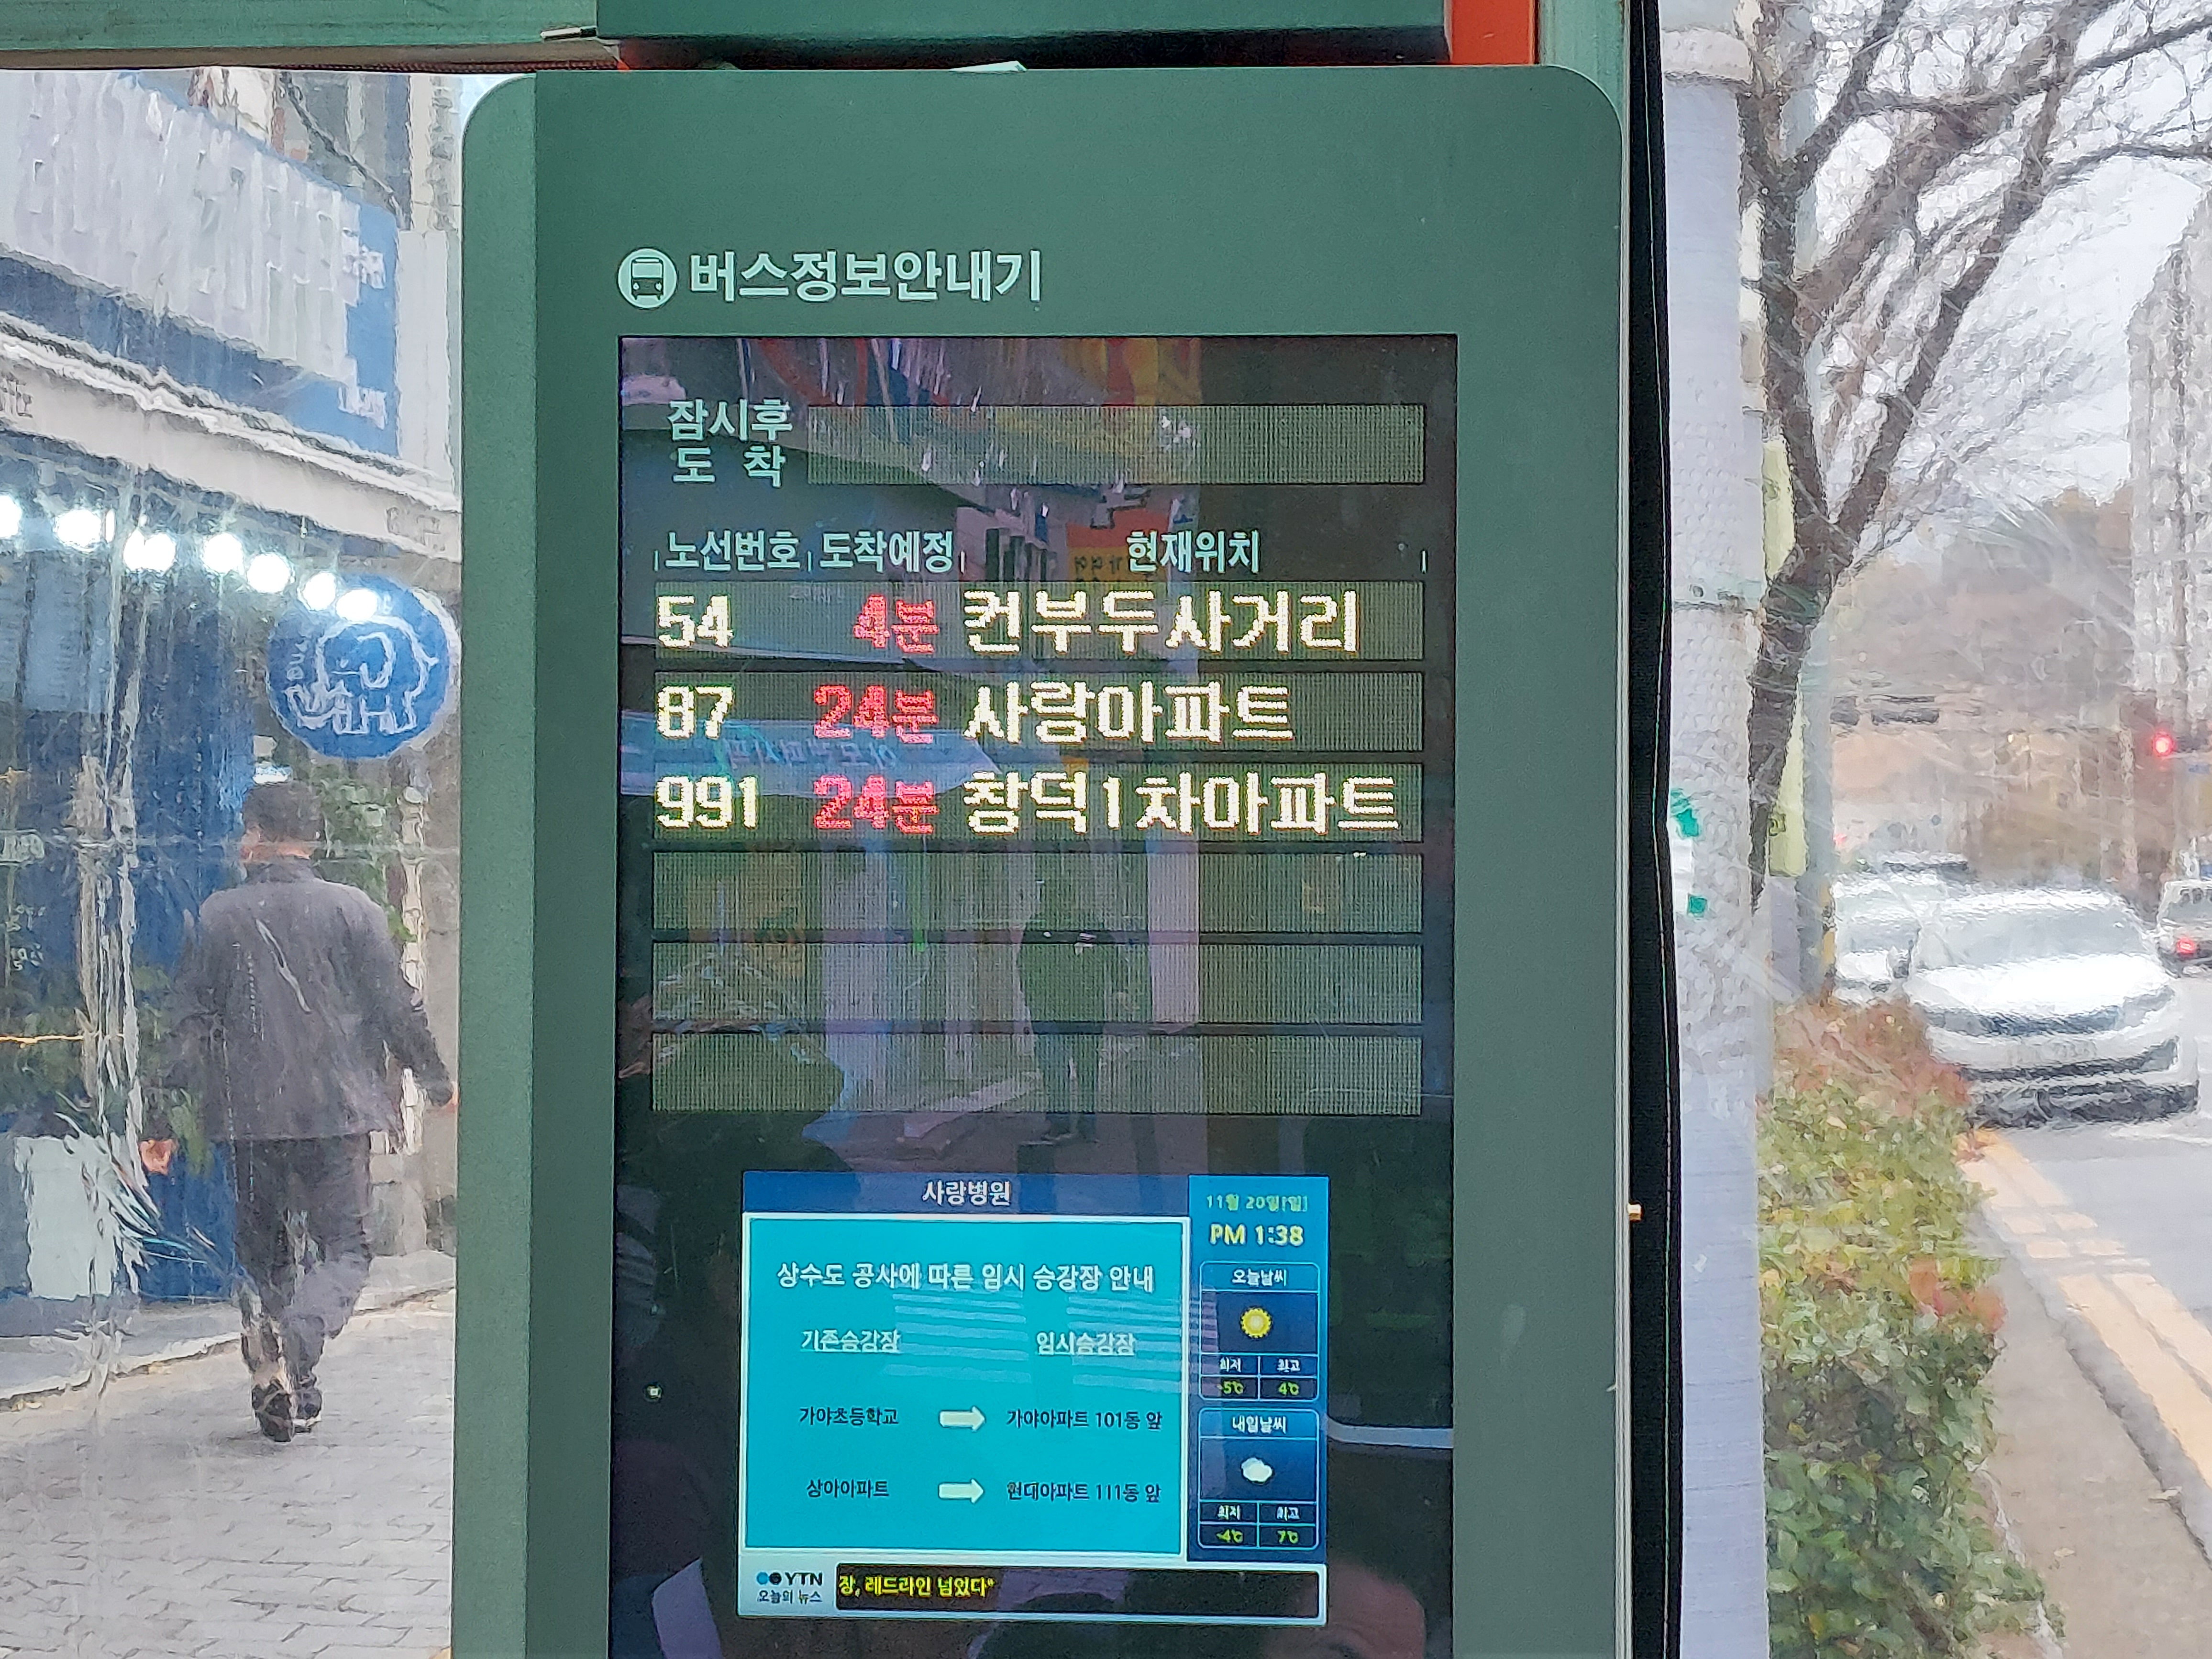 버스정보안내기
잠시후
도 착
노선번호 도착예정 현재위치
54 4분 컨부두사거리
87 24분 사람아파트
991 24분 창덕1차아파트
사랑병원
11월 20일[일]
PM 1:38
상수도 공사에 따른 임시 승강장 안내
기존승강장 임시승강장
가야초등학교 가야아파트 101동 앞
상아아파트 현대아파트 111동 앞
오늘날씨
최저 최고
-5℃ 4℃
내일날씨
최저 최고
-4℃ 7℃
YTN
오늘의 뉴스
장, 레드라인 넘었다"